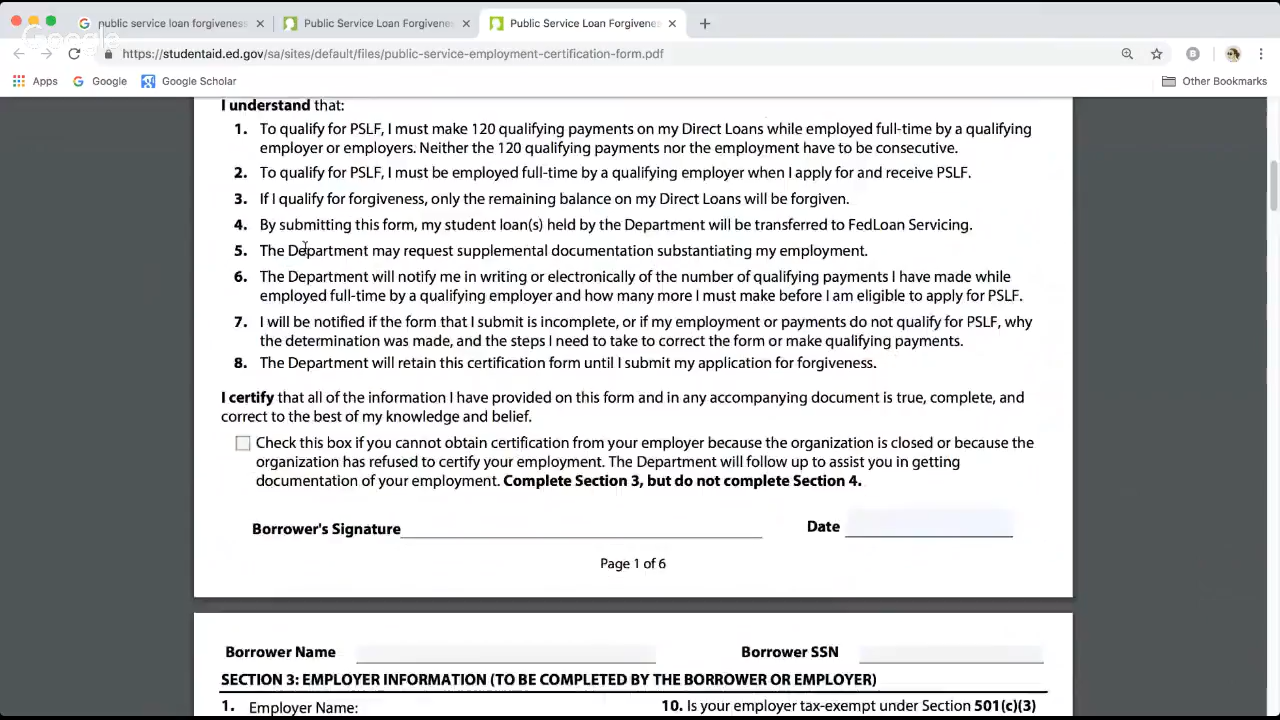 public service loan forgiveness
Public Service Loan Forgivenes
Public Service Loan Forgivenes
Google
https://studentaid.ed.gov/sa/sites/default/files/public-service-employment-certification-form.pdf
B
Apps
Google
Google Scholar
Other Bookmarks
I understand that:
1. To qualify for PSLF, I must make 120 qualifying payments on my Direct Loans while employed full-time by a qualifying
employer or employers. Neither the 120 qualifying payments nor the employment have to be consecutive.
2. To qualify for PSLF, I must be employed full-time by a qualifying employer when I apply for and receive PSLF.
3. If I qualify for forgiveness, only the remaining balance on my Direct Loans will be forgiven.
4. By submitting this form, my student loan(s) held by the Department will be transferred to FedLoan Servicing.
5. The Department may request supplemental documentation substantiating my employment.
6. The Department will notify me in writing or electronically of the number of qualifying payments I have made while
employed full-time by a qualifying employer and how many more I must make before I am eligible to apply for PSLF.
7. I will be notified if the form that I submit is incomplete, or if my employment or payments do not qualify for PSLF, why
the determination was made, and the steps I need to take to correct the form or make qualifying payments.
8. The Department will retain this certification form until I submit my application for forgiveness.
I certify that all of the information I have provided on this form and in any accompanying document is true, complete, and
correct to the best of my knowledge and belief.
Check this box if you cannot obtain certification from your employer because the organization is closed or because the
organization has refused to certify your employment. The Department will follow up to assist you in getting
documentation of your employment. Complete Section 3, but do not complete Section 4.
Borrower's Signature
Date
Page 1 of 6
Borrower Name
Borrower SSN
SECTION 3: EMPLOYER INFORMATION (TO BE COMPLETED BY THE BORROWER OR EMPLOYER)
1. Employer Name:
10. Is your employer tax-exempt under Section 501(c)(3)